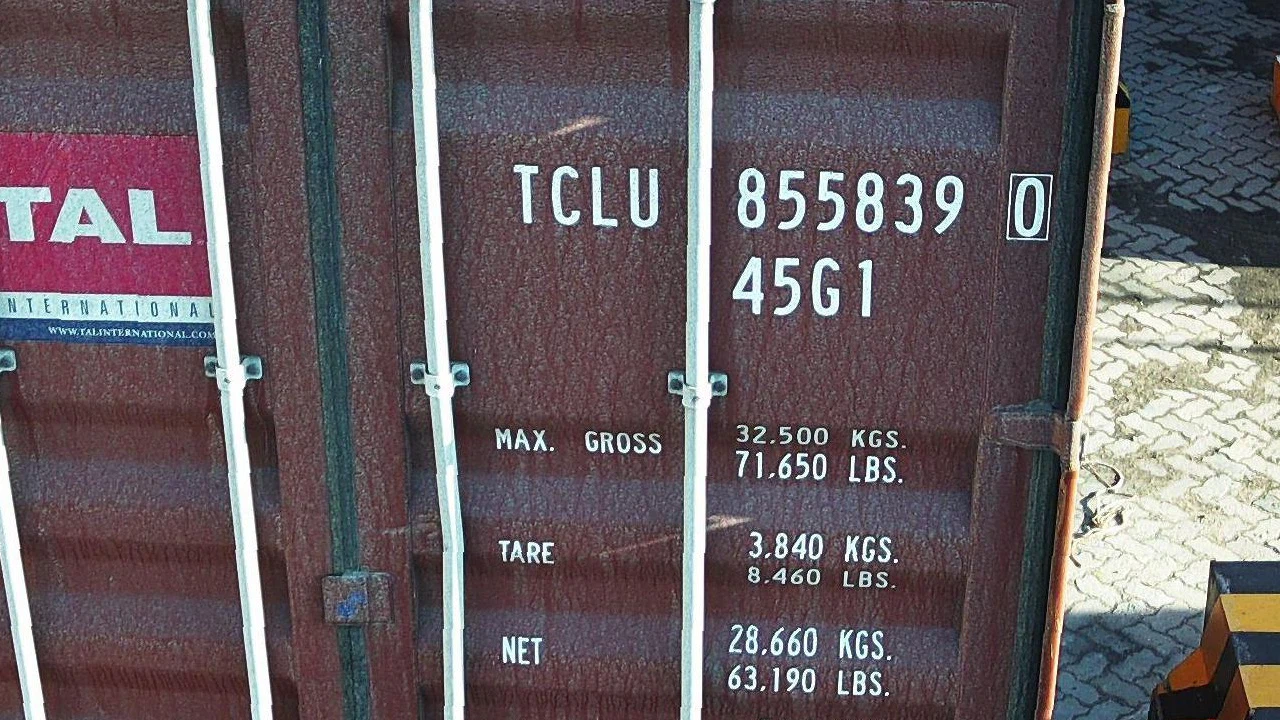 TAL
INTERNATIONAL
WWW.TALINTERNATIONAL.COM
TCLU 855839 0
45G1
MAX. GROSS 32.500 KGS.
71,650 LBS.
TARE 3.840 KGS.
8.460 LBS.
NET 28,660 KGS.
63,190 LBS.